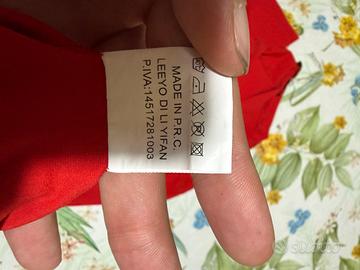 MADE IN P.R.C.
LEEYO DI LI YIFAN
P.IVA:14517281003